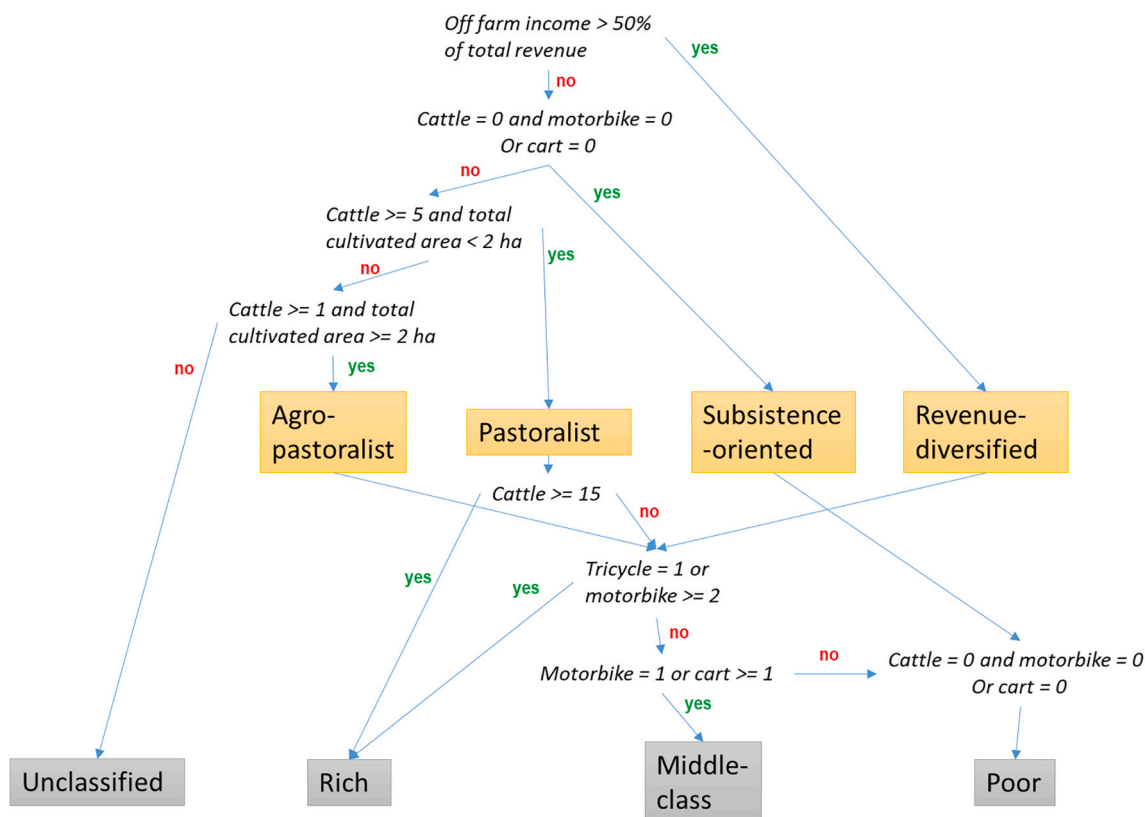 Off farm income > 50%
of total revenue
yes
no
Cattle = 0 and motorbike = 0
Or cart = 0
no
yes
Cattle >= 5 and total
cultivated area < 2 ha
yes
no
Cattle >= 1 and total
cultivated area >= 2 ha
no
yes
Agro-
pastoralist
Pastoralist
Subsistence
-oriented
Revenue-
diversified
Cattle >= 15
no
yes
Tricycle = 1 or
motorbike >= 2
yes
no
Motorbike = 1 or cart >= 1
no
Cattle = 0 and motorbike = 0
Or cart = 0
yes
Unclassified
Rich
Middle-
class
Poor